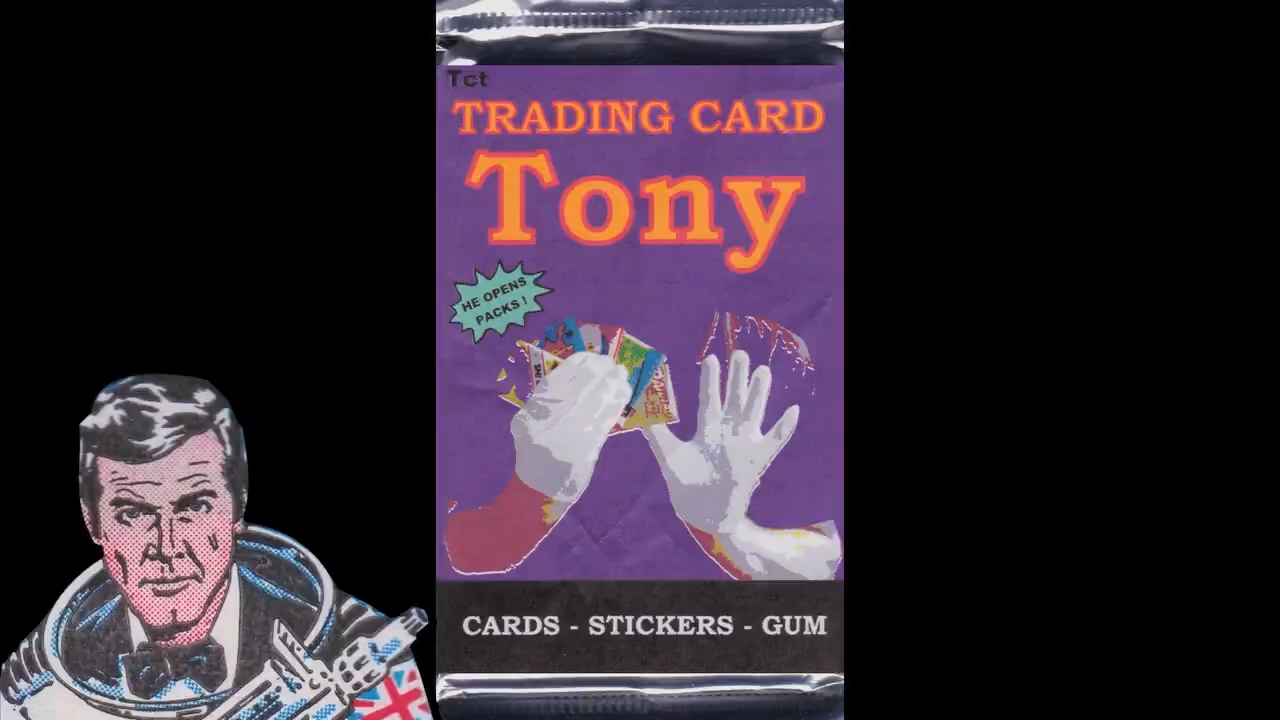 Tct
TRADING CARD
Tony
HE OPENS
PACKS !
CARDS - STICKERS - GUM